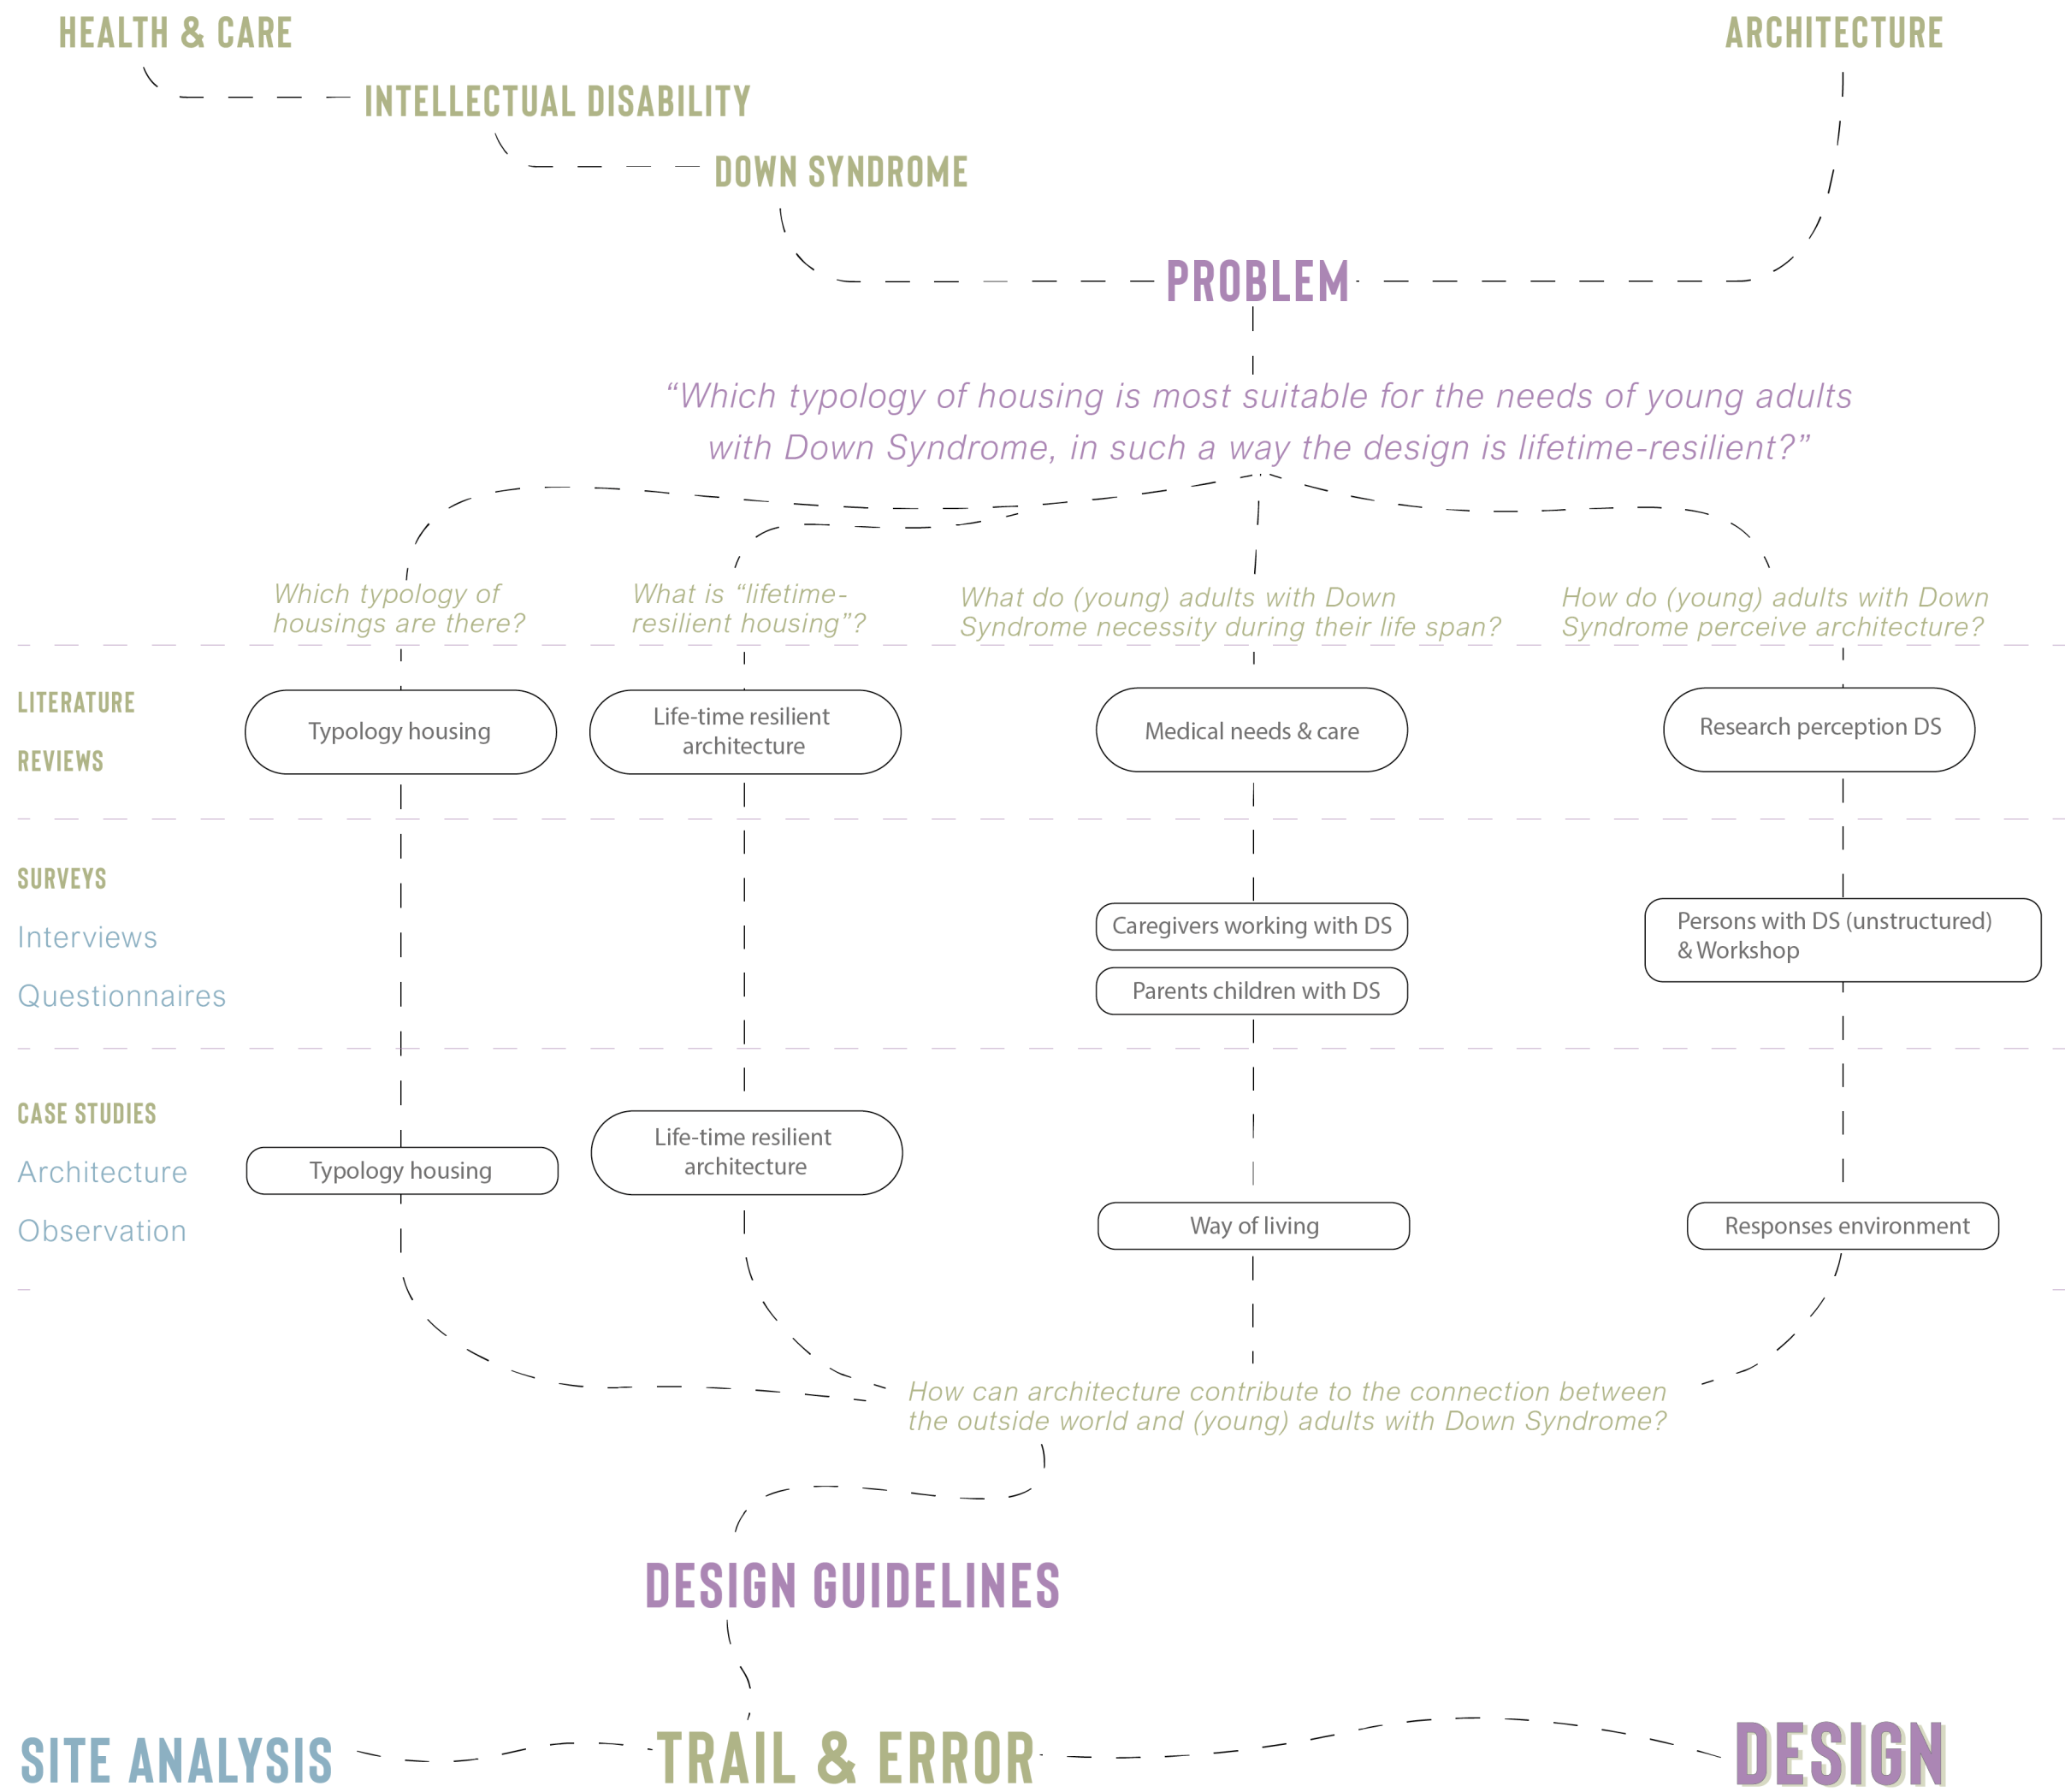 HEALTH & CARE
ARCHITECTURE
INTELLECTUAL DISABILITY
DOWN SYNDROME
PROBLEM
“Which typology of housing is most suitable for the needs of young adults
with Down Syndrome, in such a way the design is lifetime-resilient?”
Which typology of
housings are there?
What is “lifetime-
resilient housing”?
What do (young) adults with Down
Syndrome necessity during their life span?
How do (young) adults with Down
Syndrome perceive architecture?
LITERATURE
REVIEWS
Typology housing
Life-time resilient
architecture
Medical needs & care
Research perception DS
SURVEYS
Interviews
Questionnaires
Caregivers working with DS
Parents children with DS
Persons with DS (unstructured)
& Workshop
CASE STUDIES
Architecture
Observation
Typology housing
Life-time resilient
architecture
Way of living
Responses environment
How can architecture contribute to the connection between
the outside world and (young) adults with Down Syndrome?
DESIGN GUIDELINES
SITE ANALYSIS
TRAIL & ERROR
DESIGN